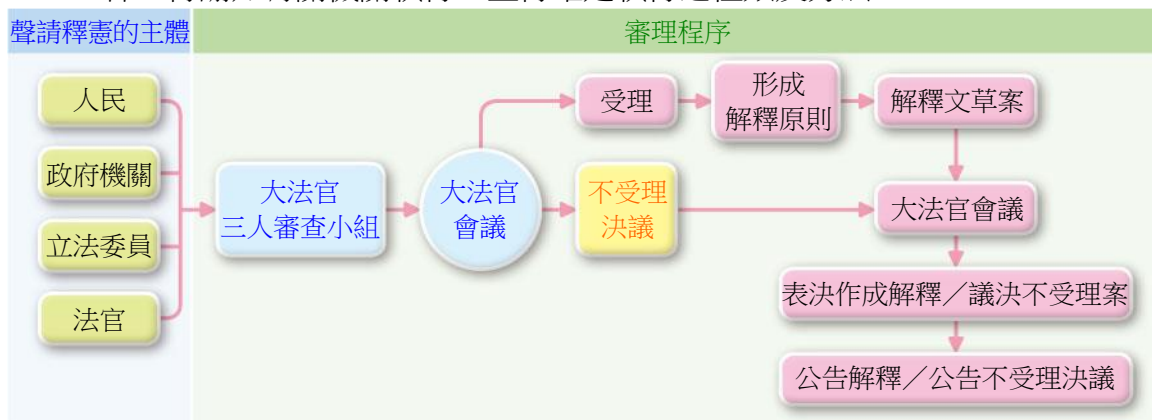 聲請釋憲的主體
審理程序
人民
政府機關
立法委員
法官
大法官
三人審查小組
大法官
會議
受理
形成
解釋原則
解釋文草案
不受理
決議
大法官會議
表決作成解釋／議決不受理案
公告解釋／公告不受理決議